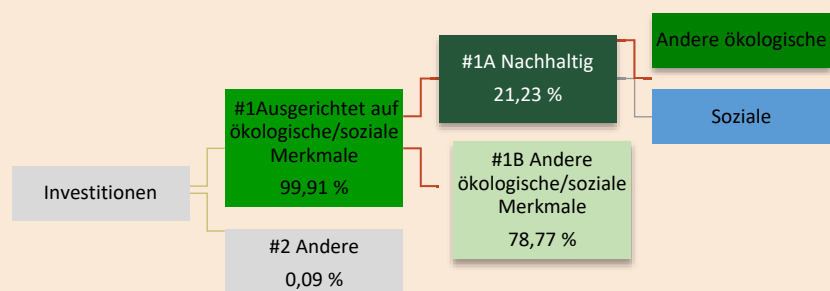 Investitionen
#1Ausgerichtet auf
ökologische/soziale
Merkmale
99,91 %
#2 Andere
0,09 %
#1A Nachhaltig
21,23 %
#1B Andere
ökologische/soziale
Merkmale
78,77 %
Andere ökologische
Soziale